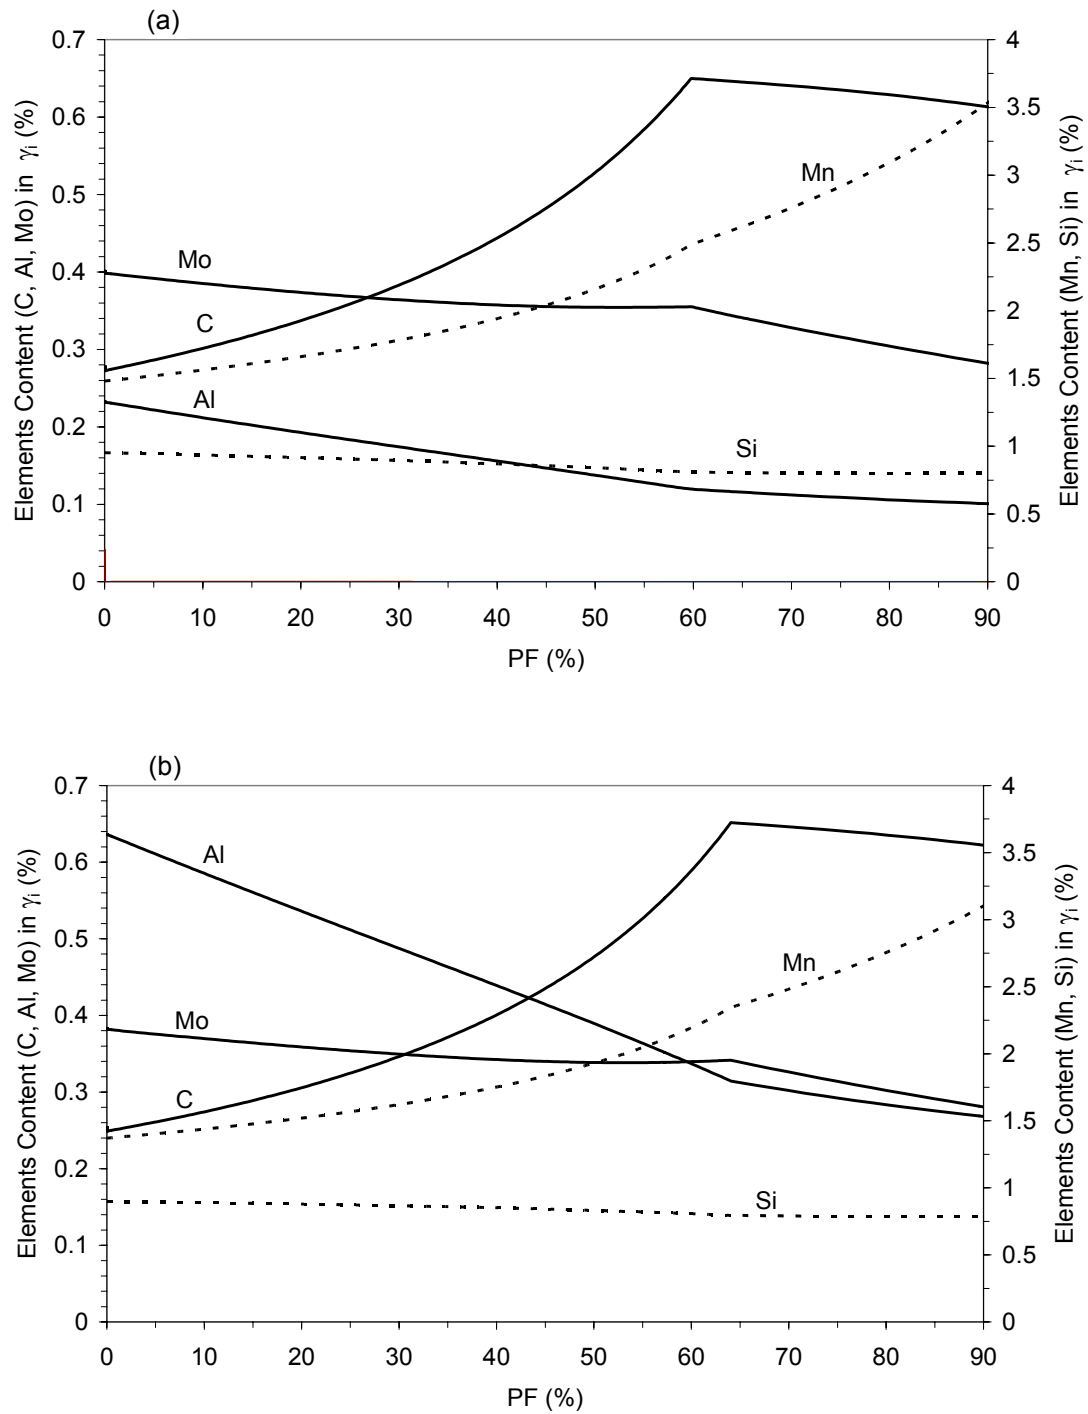 (a)
Elements Content (C, Al, Mo) in γi (%)
0.7
0.6
0.5
0.4
0.3
0.2
0.1
0
Mo
C
Al
Mn
Si
4
3.5
3
2.5
2
1.5
1
0.5
0
Elements Content (Mn, Si) in γi (%)
0 10 20 30 40 50 60 70 80 90
PF (%)
(b)
Elements Content (C, Al, Mo) in γi (%)
0.7
0.6
0.5
0.4
0.3
0.2
0.1
0
Al
Mo
C
Mn
Si
4
3.5
3
2.5
2
1.5
1
0.5
0
Elements Content (Mn, Si) in γi (%)
0 10 20 30 40 50 60 70 80 90
PF (%)